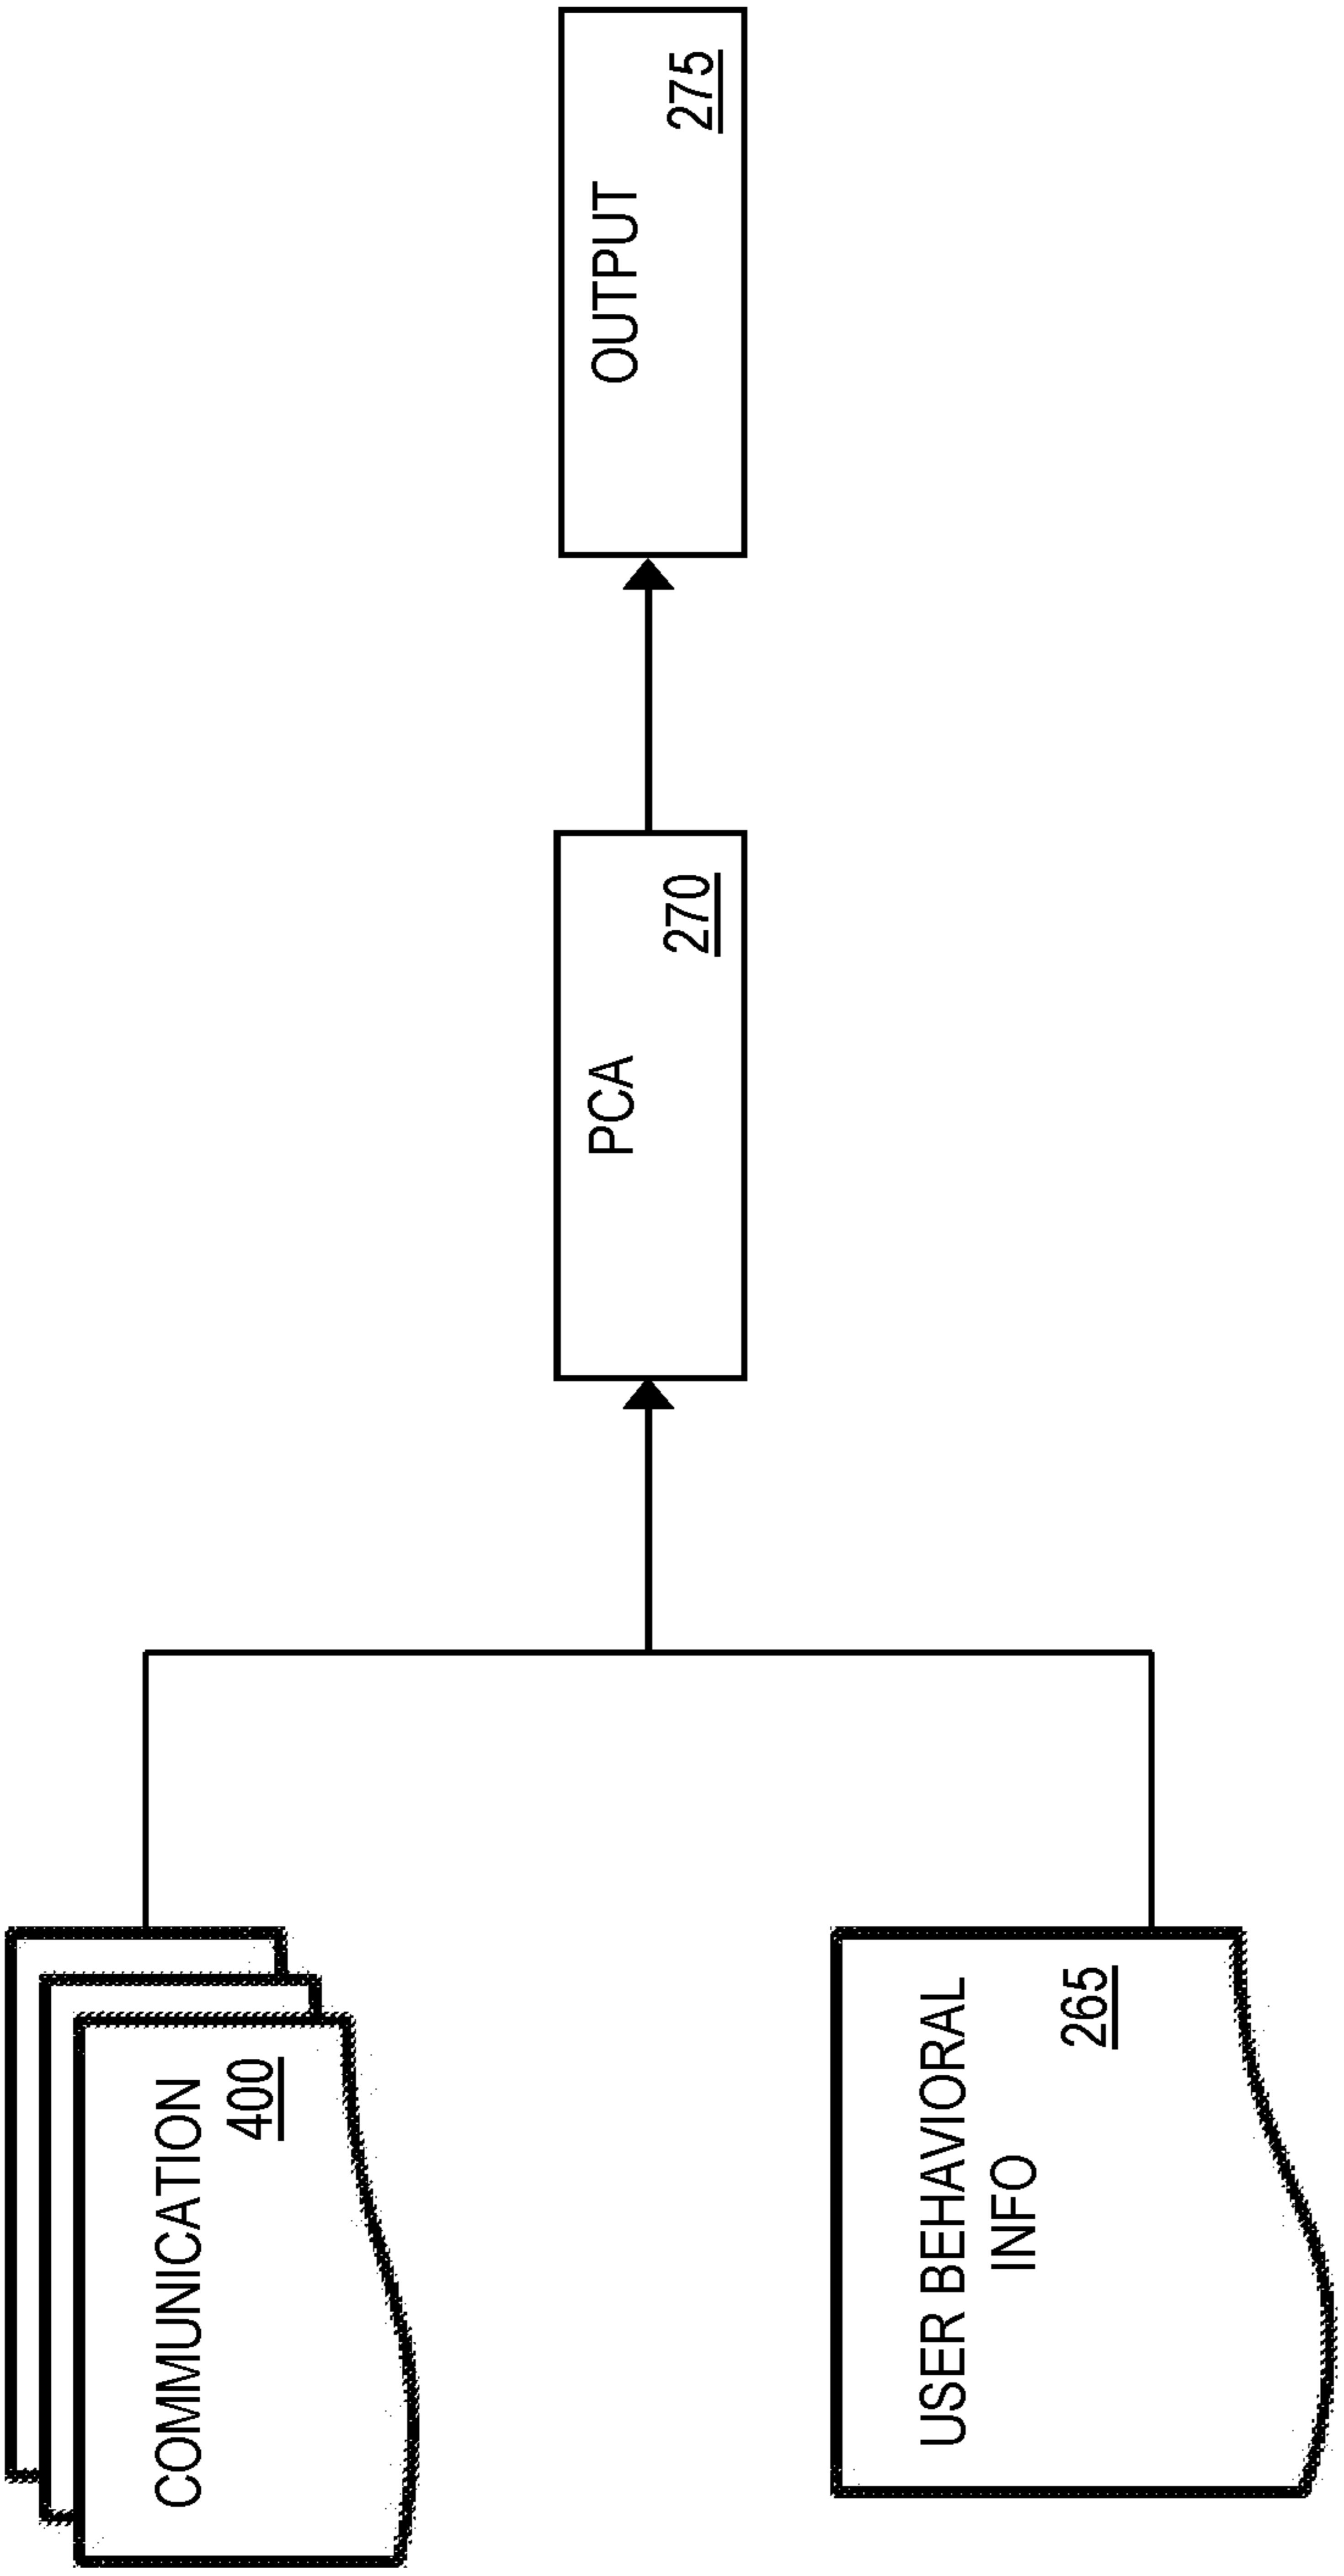 COMMUNICATION
400
USER BEHAVIORAL
INFO
265
PCA
270
OUTPUT
275